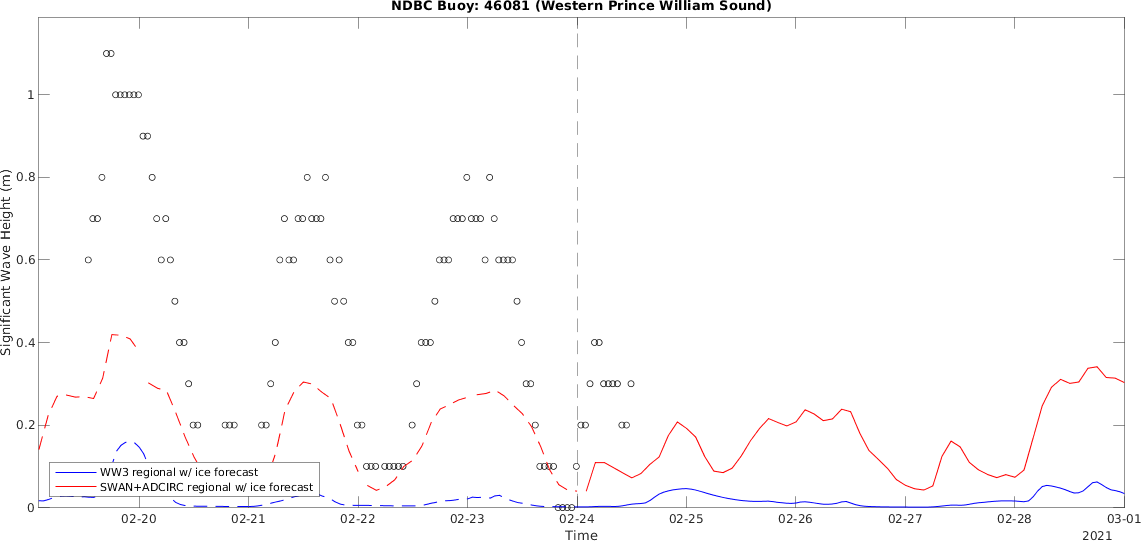 NDBC Buoy: 46081 (Western Prince William Sound)
Significant Wave Height (m)
1
0.8
0.6
0.4
0.2
0
WW3 regional w/ ice forecast
SWAN+ADCIRC regional w/ ice forecast
02-20 02-21 02-22 02-23 02-24 02-25 02-26 02-27 02-28 03-01
Time
2021